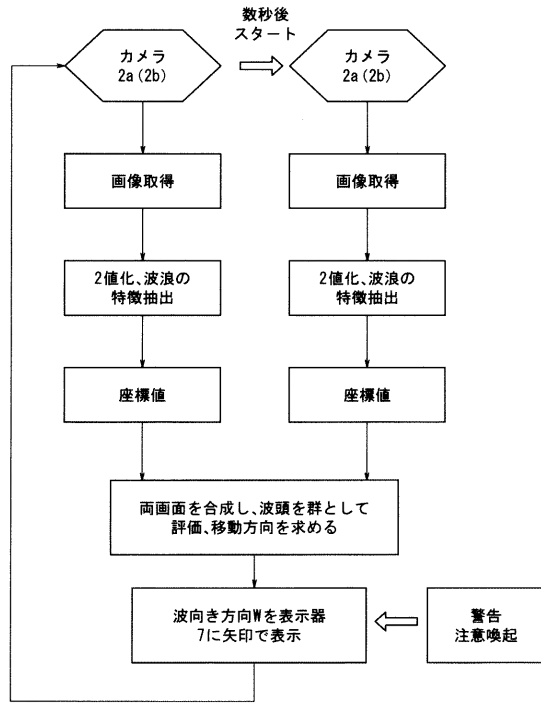 数秒後
スタート
カメラ
2a(2b)
カメラ
2a(2b)
画像取得
画像取得
2値化、波浪の
特徴抽出
2値化、波浪の
特徴抽出
座標値
座標値
両画面を合成し、波頭を群として
評価、移動方向を求める
波向き方向Wを表示器
7に矢印で表示
警告
注意喚起